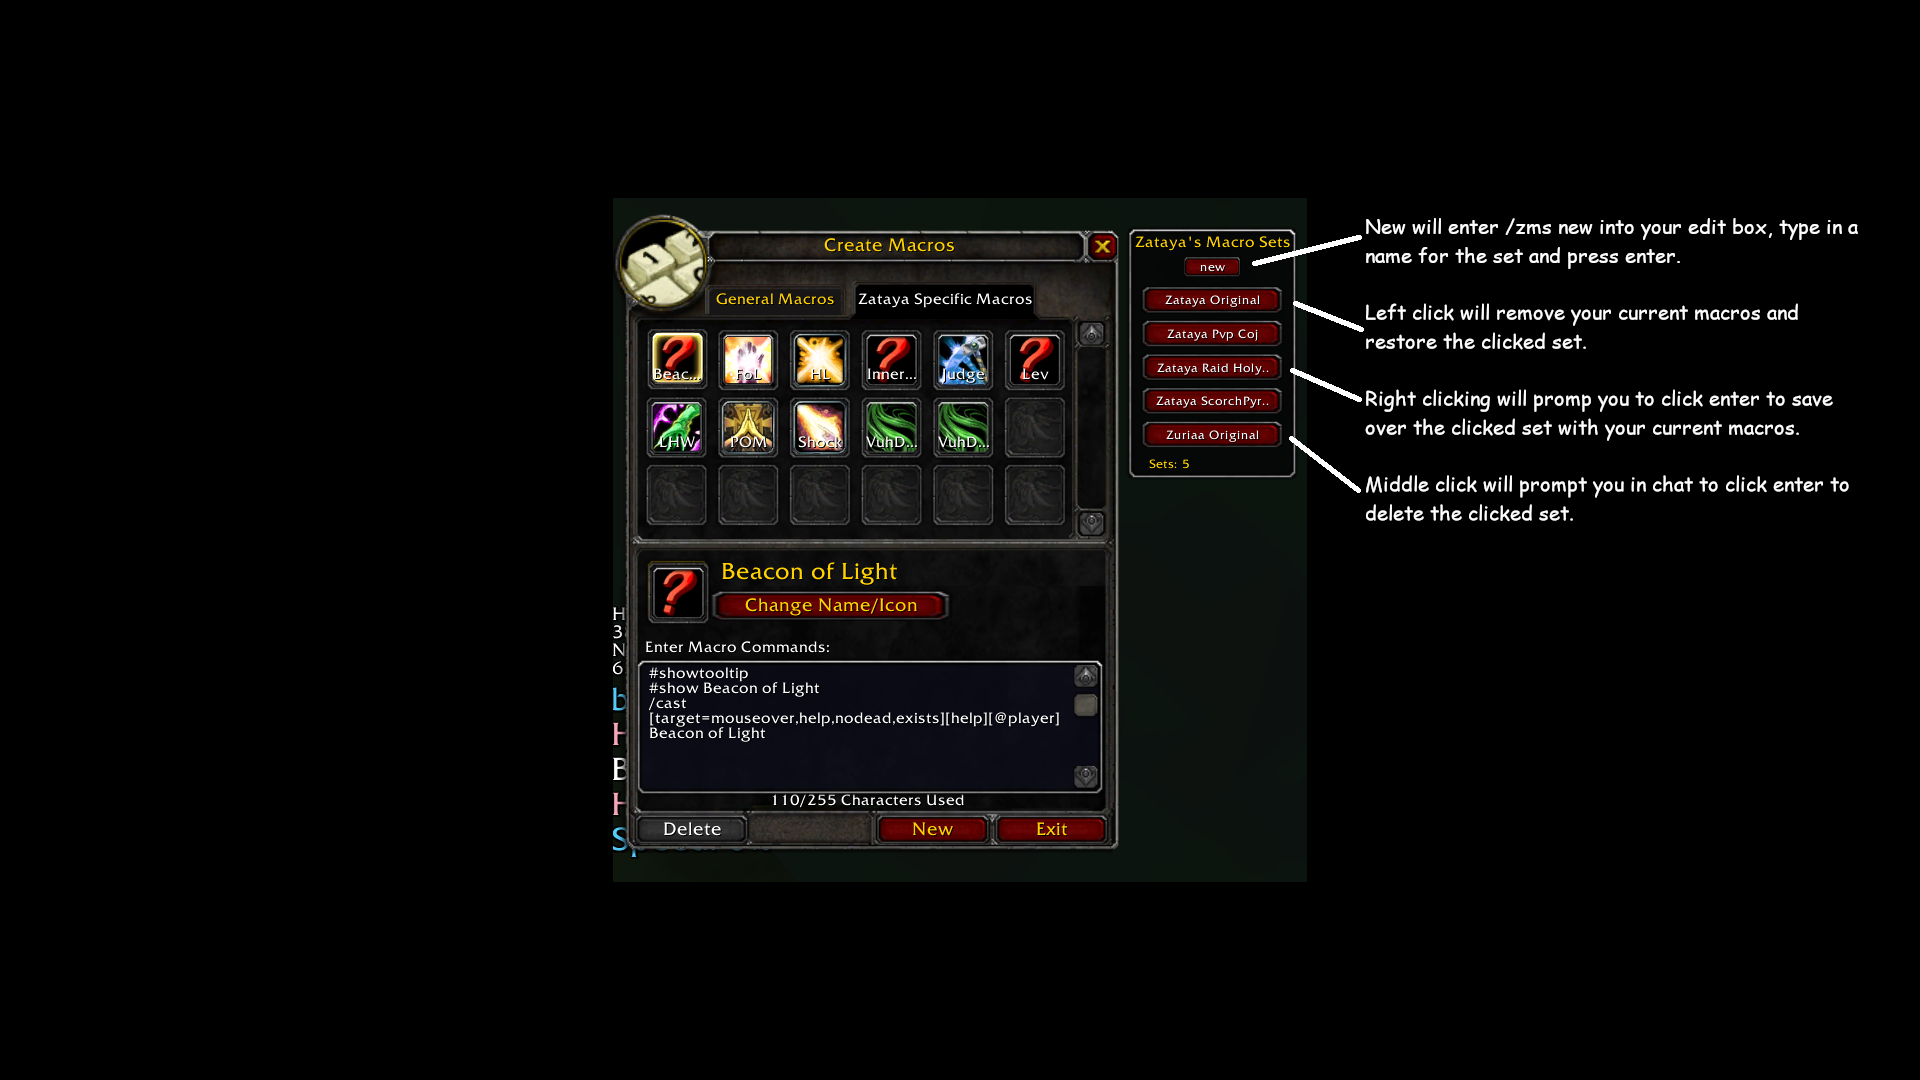 Create Macros
General Macros
Zataya Specific Macros
Beac...
FoL
HL
Inner...
Judge
Lev
LHW
POM
Shock
VuhD...
VuhD...
Beacon of Light
Change Name/Icon
Enter Macro Commands:
#showtooltip
#show Beacon of Light
/cast
[target=mouseover,help,nodead,exists][help][@player]
Beacon of Light
110/255 Characters Used
Delete
New
Exit
H
3
N
6
b
H
B
H
Sp
Zataya's Macro Sets
new
Zataya Original
Zataya Pvp Coj
Zataya Raid Holy..
Zataya ScorchPyr..
Zuriaa Original
Sets: 5
New will enter /zms new into your edit box, type in a
name for the set and press enter.
Left click will remove your current macros and
restore the clicked set.
Right clicking will promp you to click enter to save
over the clicked set with your current macros.
Middle click will prompt you in chat to click enter to
delete the clicked set.